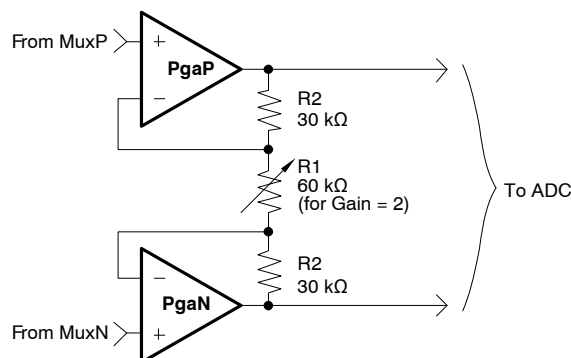 From MuxP
+
PgaP
−
R2
30 kΩ
R1
60 kΩ
(for Gain = 2)
To ADC
R2
30 kΩ
−
PgaN
+
From MuxN